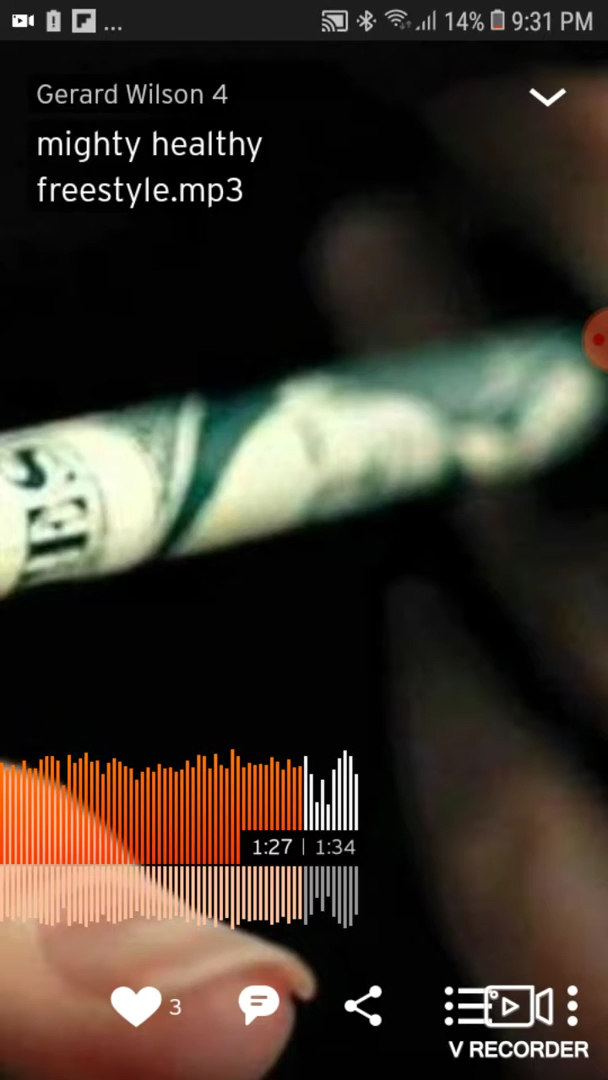 ... 14% 9:31 PM
Gerard Wilson 4
mighty healthy
freestyle.mp3
1:27 | 1:34
3
V RECORDER